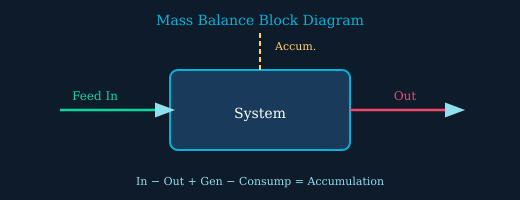 Mass Balance Block Diagram
Accum.
Feed In
Out
System
In − Out + Gen − Consump = Accumulation